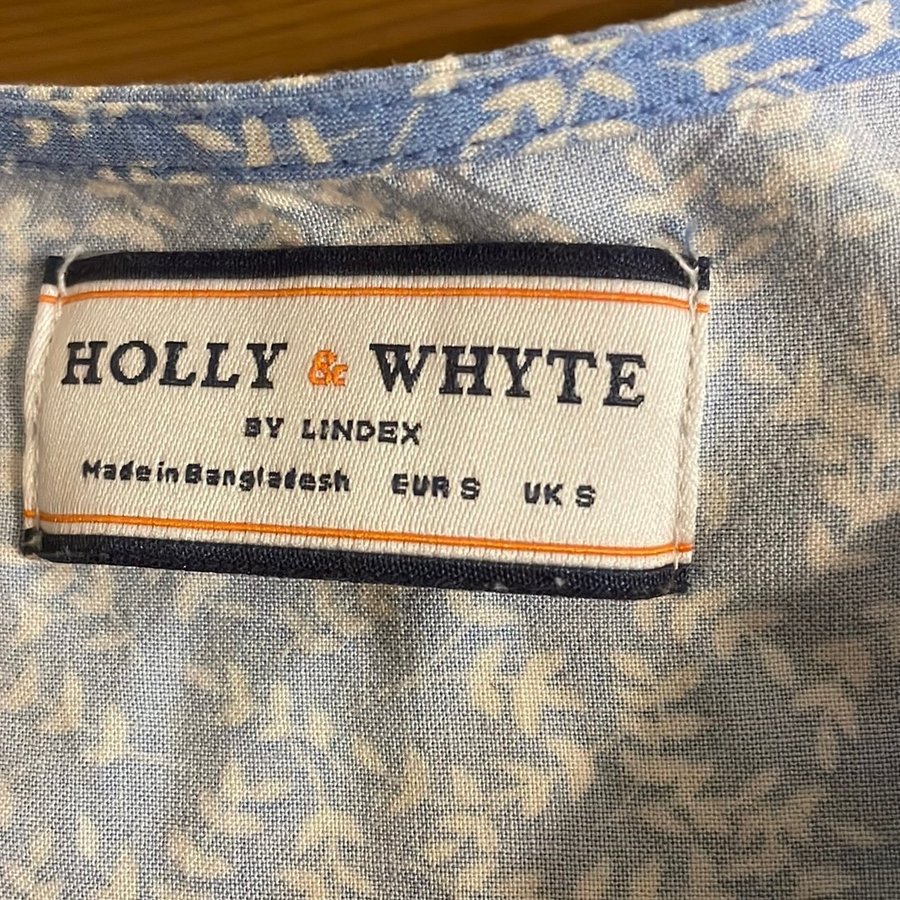 HOLLY & WHYTE
BY LINDEX
Made in Bangladesh EUR S UK S